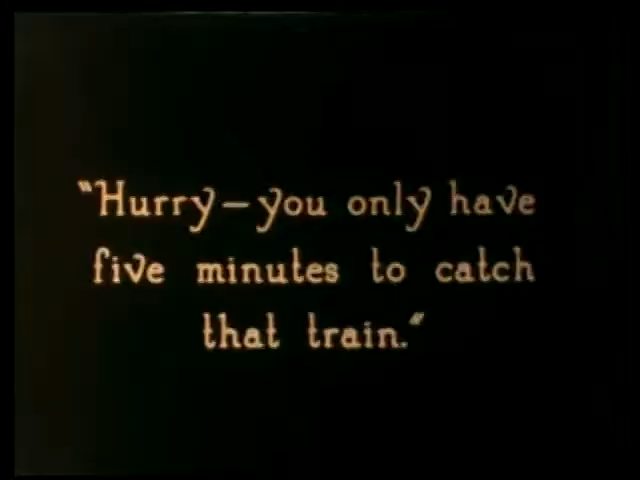 "Hurry—you only have
five minutes to catch
that train."